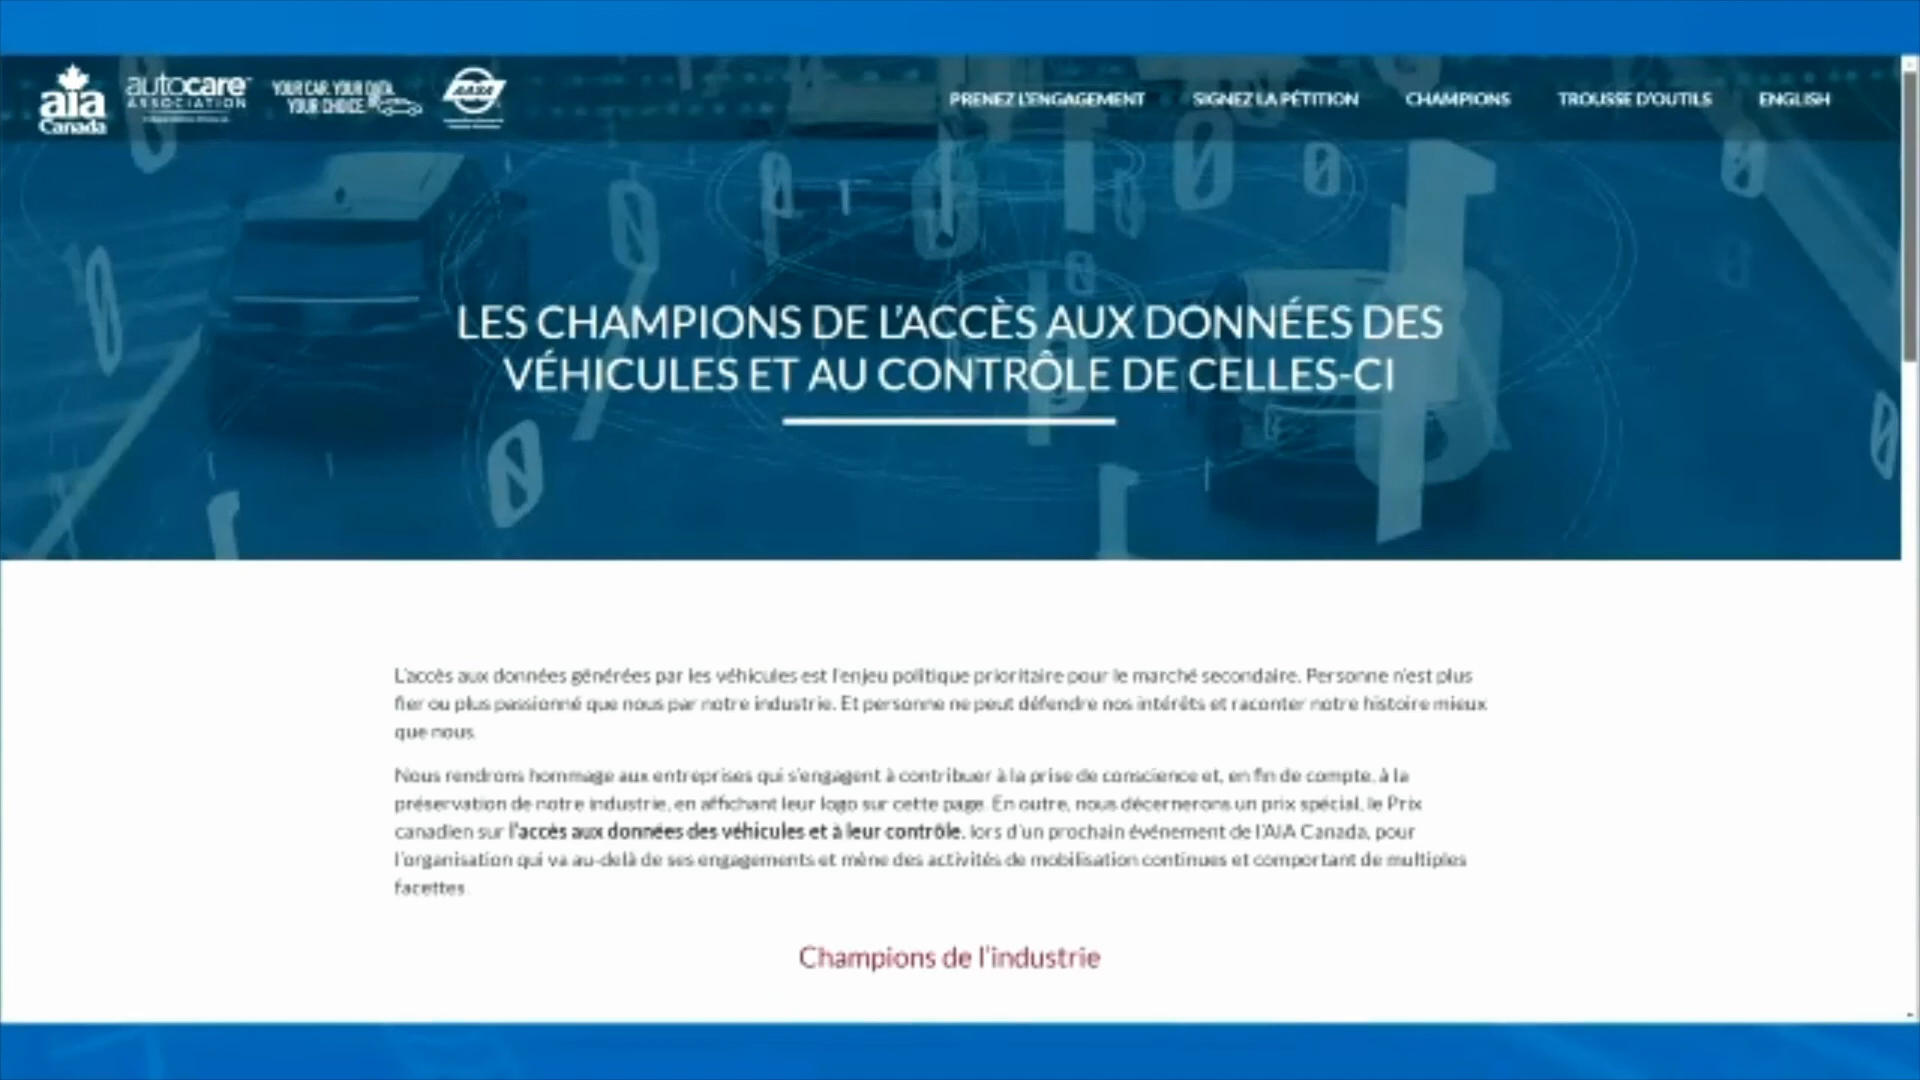 aia
Canada
autocare
ASSOCIATION
YOUR CAR. YOUR DATA.
YOUR CHOICE
AASA
PRENEZ L'ENGAGEMENT
SIGNEZ LA PÉTITION
CHAMPIONS
TROUSSE D'OUTILS
ENGLISH
LES CHAMPIONS DE L'ACCÈS AUX DONNÉES DES
VÉHICULES ET AU CONTRÔLE DE CELLES-CI
L'accès aux données générées par les véhicules est l'enjeu politique prioritaire pour le marché secondaire. Personne n'est plus
fier ou plus passionné que nous par notre industrie. Et personne ne peut défendre nos intérêts et raconter notre histoire mieux
que nous.
Nous rendrons hommage aux entreprises qui s'engagent à contribuer à la prise de conscience et, en fin de compte, à la
préservation de notre industrie, en affichant leur logo sur cette page. En outre, nous décernerons un prix spécial, le Prix
canadien sur l'accès aux données des véhicules et à leur contrôle, lors d'un prochain événement de l'AIA Canada, pour
l'organisation qui va au-delà de ses engagements et mène des activités de mobilisation continues et comportant de multiples
facettes.
Champions de l'industrie